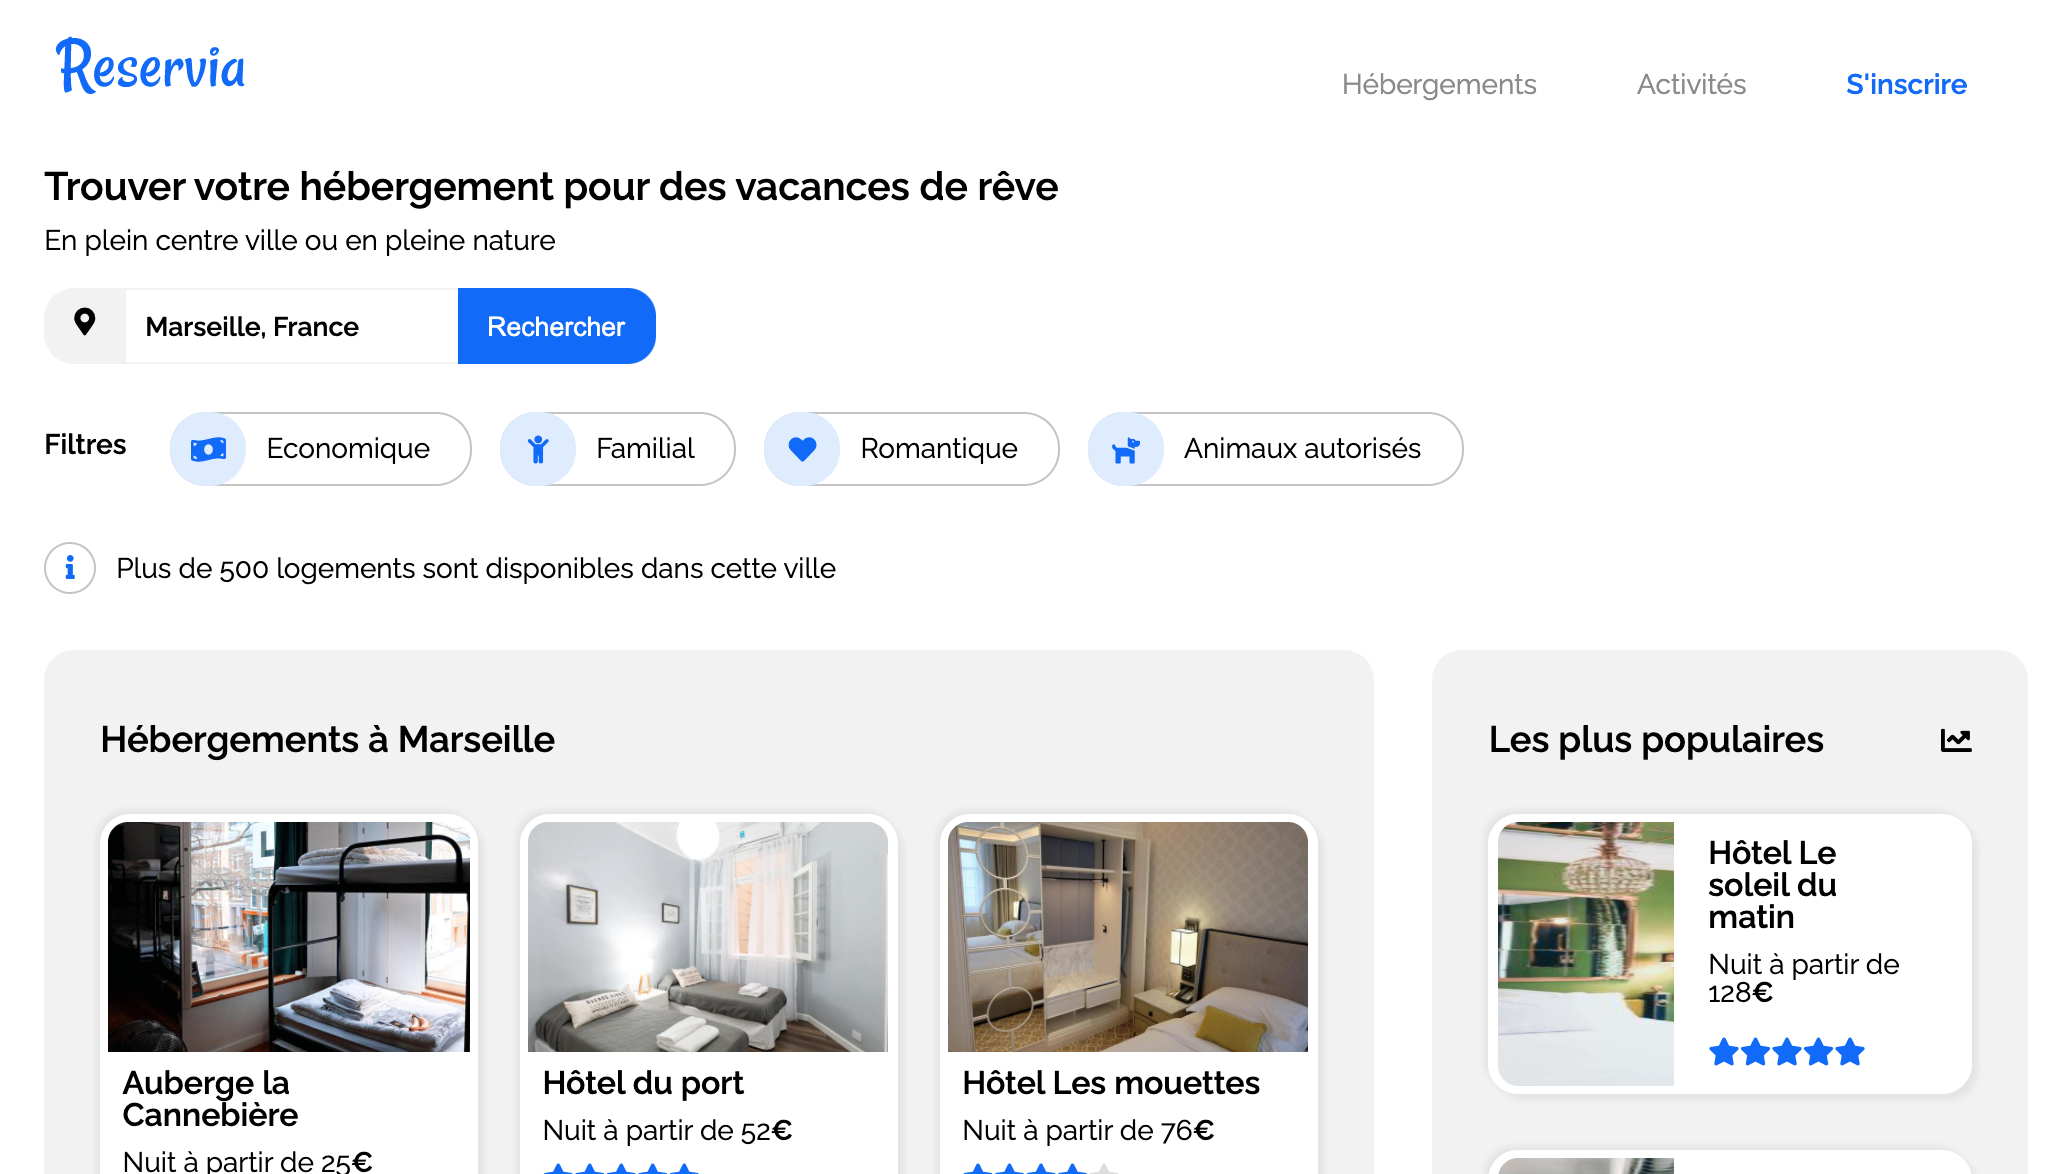 Reservia
Hébergements
Activités
S'inscrire
Trouver votre hébergement pour des vacances de rêve
En plein centre ville ou en pleine nature
Marseille, France
Rechercher
Filtres
Economique
Familial
Romantique
Animaux autorisés
Plus de 500 logements sont disponibles dans cette ville
Hébergements à Marseille
Auberge la
Cannebière
Nuit à partir de 25€
Hôtel du port
Nuit à partir de 52€
Hôtel Les mouettes
Nuit à partir de 76€
Les plus populaires
Hôtel Le
soleil du
matin
Nuit à partir de
128€